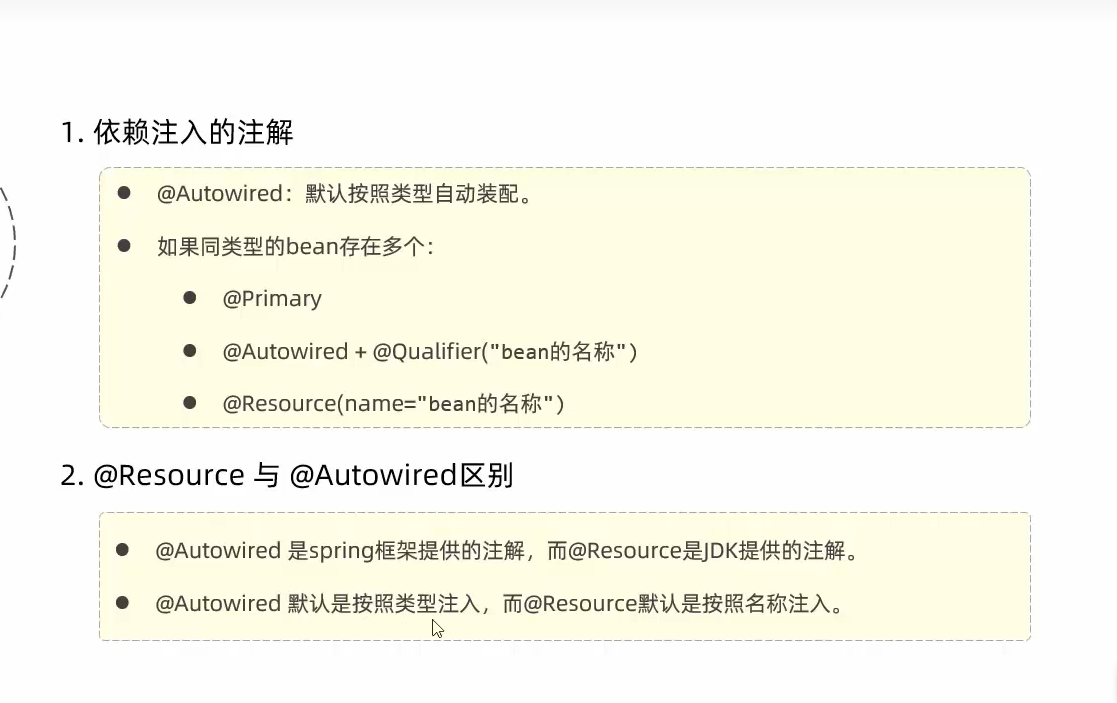 1. 依赖注入的注解
@Autowired：默认按照类型自动装配。
如果同类型的bean存在多个：
@Primary
@Autowired + @Qualifier("bean的名称")
@Resource(name="bean的名称")
2. @Resource 与 @Autowired区别
@Autowired 是spring框架提供的注解，而@Resource是JDK提供的注解。
@Autowired 默认是按照类型注入，而@Resource默认是按照名称注入。